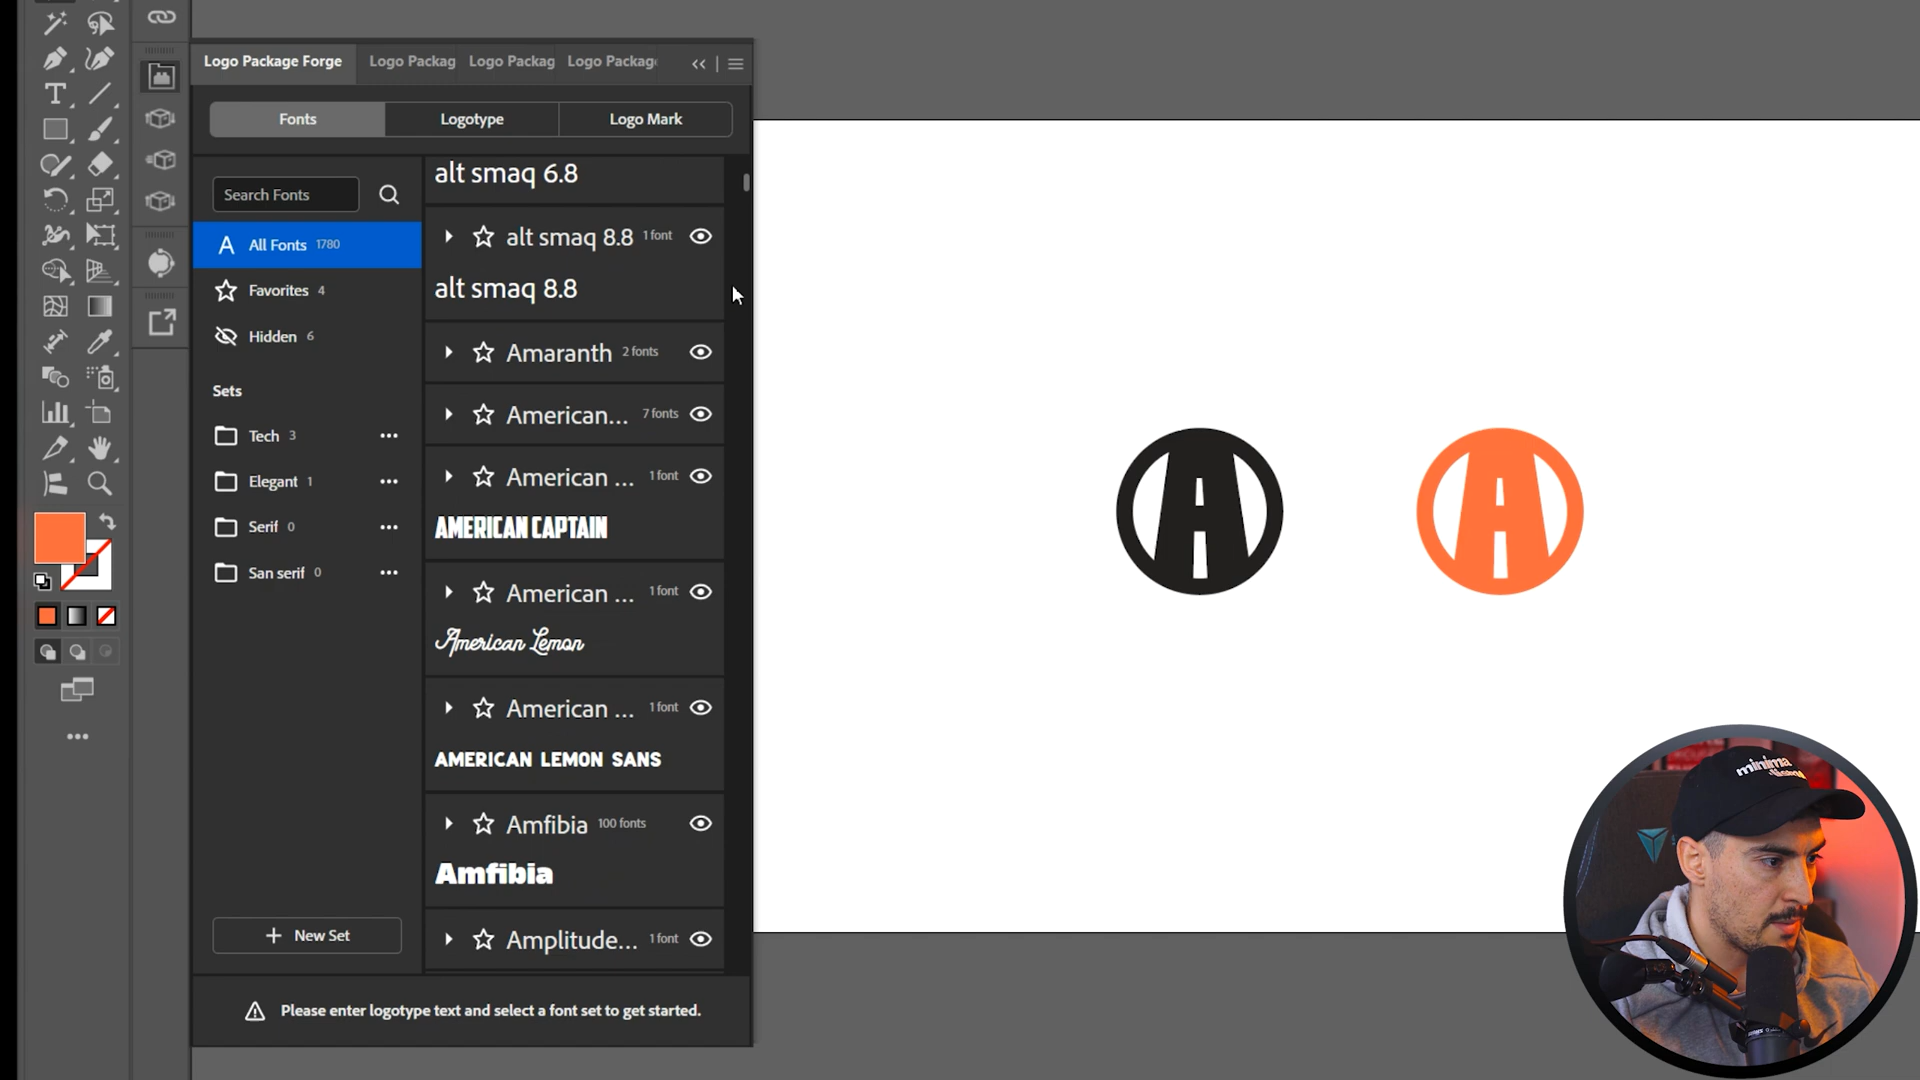 Logo Package Forge
Logo Packag
Logo Packag
Logo Package
Fonts
Logotype
Logo Mark
Search Fonts
All Fonts 1780
Favorites 4
Hidden 6
Sets
Tech 3
Elegant 1
Serif 0
San serif 0
New Set
alt smaq 6.8
alt smaq 8.8 1 font
alt smaq 8.8
Amaranth 2 fonts
American... 7 fonts
American ... 1 font
AMERICAN CAPTAIN
American ... 1 font
American Lemon
American ... 1 font
AMERICAN LEMON SANS
Amfibia 100 fonts
Amfibia
Amplitude... 1 font
Please enter logotype text and select a font set to get started.
minima